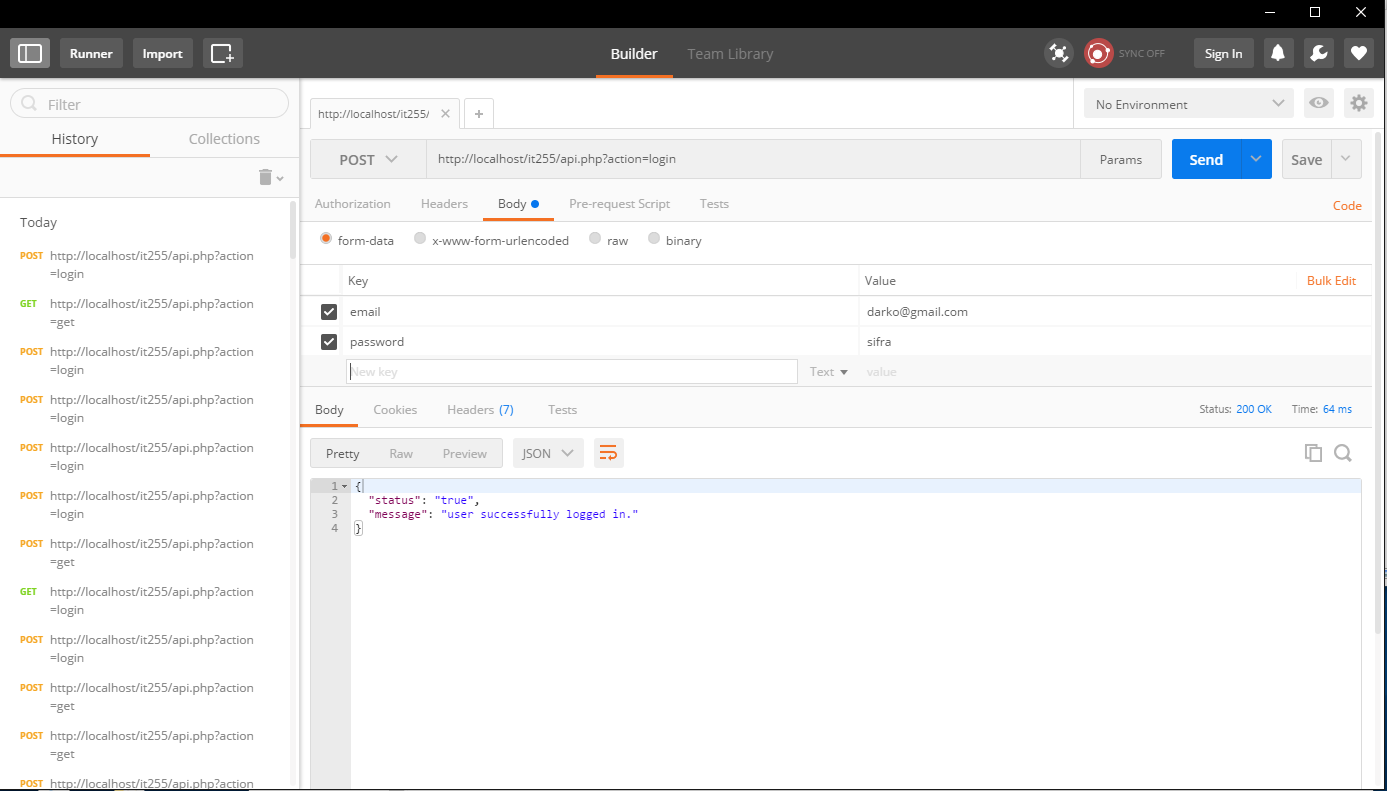 Runner Import Builder Team Library SYNC OFF Sign In
Filter
History Collections
Today
POST http://localhost/it255/api.php?action
=login
GET http://localhost/it255/api.php?action
=get
POST http://localhost/it255/api.php?action
=login
POST http://localhost/it255/api.php?action
=login
POST http://localhost/it255/api.php?action
=login
POST http://localhost/it255/api.php?action
=login
POST http://localhost/it255/api.php?action
=get
GET http://localhost/it255/api.php?action
=login
POST http://localhost/it255/api.php?action
=login
POST http://localhost/it255/api.php?action
=get
POST http://localhost/it255/api.php?action
=get
POST http://localhost/it255/api.php?action
http://localhost/it255/ No Environment
POST http://localhost/it255/api.php?action=login Params Send Save
Authorization Headers Body Pre-request Script Tests Code
form-data x-www-form-urlencoded raw binary
Key Value Bulk Edit
email darko@gmail.com
password sifra
New key Text value
Body Cookies Headers (7) Tests Status: 200 OK Time: 64 ms
Pretty Raw Preview JSON
1 {
2 "status": "true",
3 "message": "user successfully logged in."
4 }